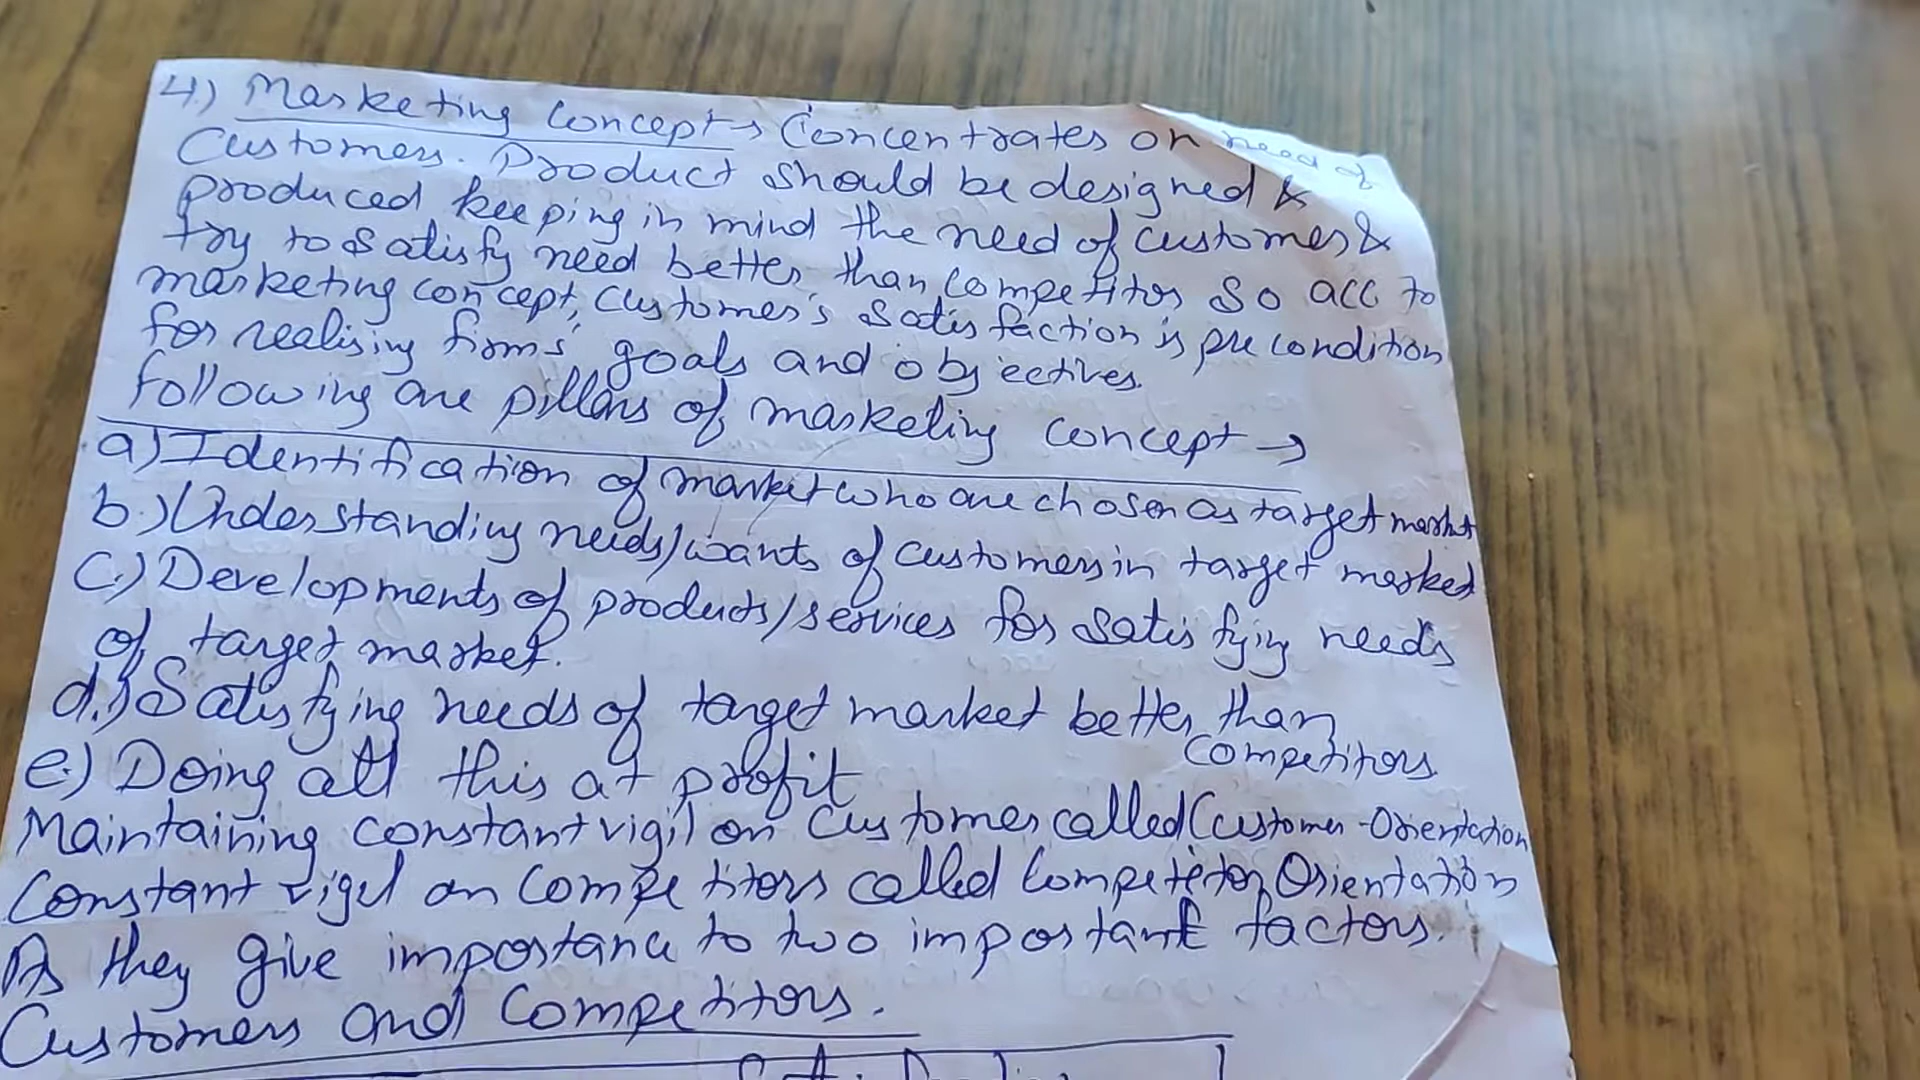 4.) Marketing Concept → Concentrates on need of
Customers. Product should be designed &
produced keeping in mind the need of customer &
try to satisfy need better than competitor so acc to
marketing concept, customer's satisfaction is pre condition
for realising firms' goals and objectives.
following are pillars of marketing concept →
a) Identification of market who are chosen as target market
b.) Understanding needs/wants of customers in target market
C.) Developments of products/services for satisfying needs
of target market.
d.) Satisfying needs of target market better than
competitors.
e.) Doing all this at profit
Maintaining constant vigil on Customer called Customer-Orientation
Constant vigil on Competitors called Competitor Orientation
As they give importance to two important factors.
Customers and Competitors.